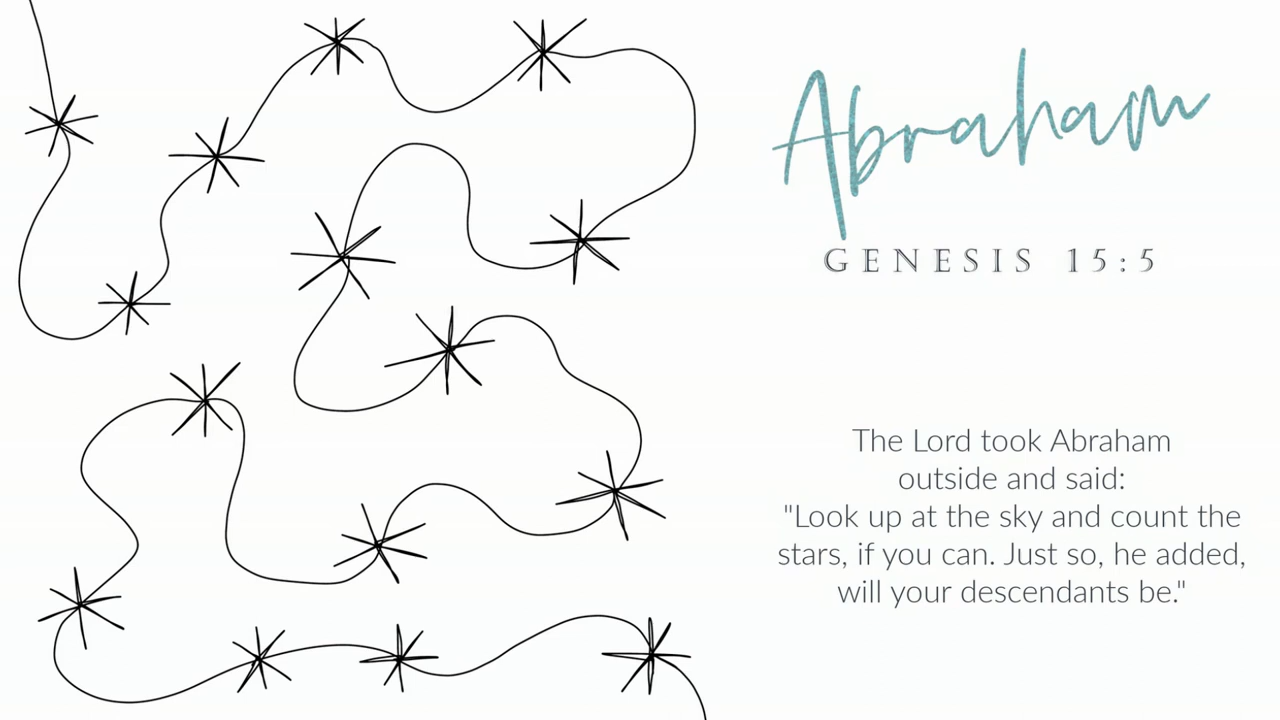 Abraham
GENESIS 15:5
The Lord took Abraham
outside and said:
"Look up at the sky and count the
stars, if you can. Just so, he added,
will your descendants be."